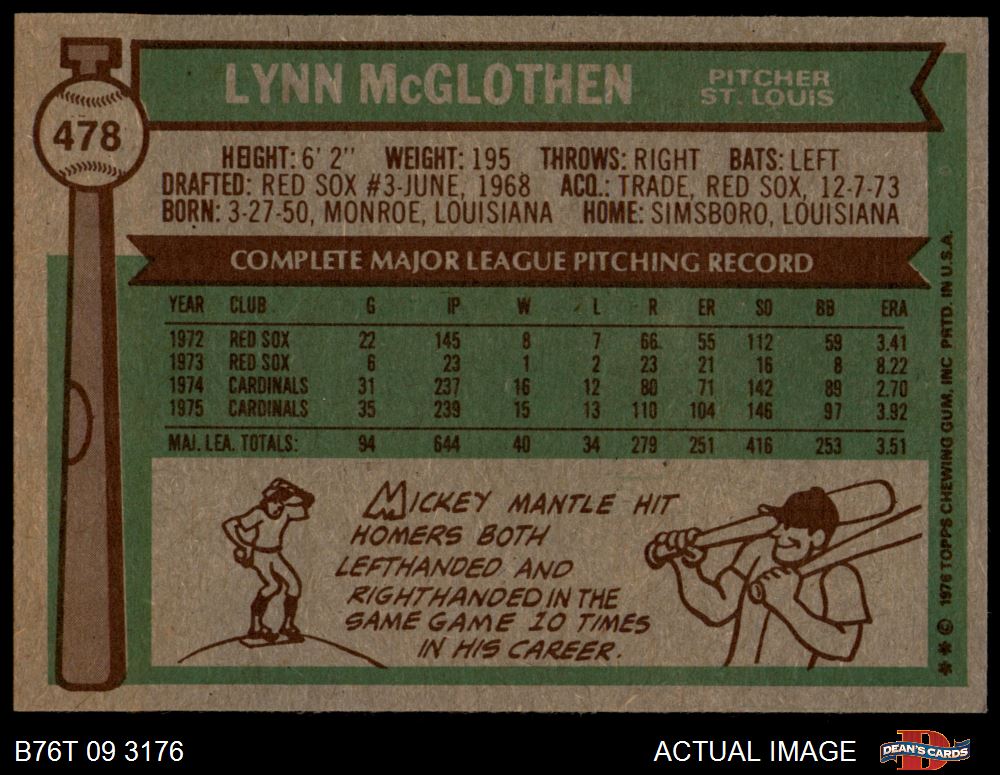 478
LYNN McGLOTHEN
PITCHER
ST. LOUIS
HEIGHT: 6' 2" WEIGHT: 195 THROWS: RIGHT BATS: LEFT
DRAFTED: RED SOX #3-JUNE, 1968 ACQ.: TRADE, RED SOX, 12-7-73
BORN: 3-27-50, MONROE, LOUISIANA HOME: SIMSBORO, LOUISIANA
COMPLETE MAJOR LEAGUE PITCHING RECORD
YEAR CLUB G IP W L R ER SO BB ERA
1972 RED SOX 22 145 8 7 66 55 112 59 3.41
1973 RED SOX 6 23 1 2 23 21 16 8 8.22
1974 CARDINALS 31 237 16 12 80 71 142 89 2.70
1975 CARDINALS 35 239 15 13 110 104 146 97 3.92
MAJ. LEA. TOTALS: 94 644 40 34 279 251 416 253 3.51
MICKEY MANTLE HIT
HOMERS BOTH
LEFTHANDED AND
RIGHTHANDED IN THE
SAME GAME 10 TIMES
IN HIS CAREER.
** © 1976 TOPPS CHEWING GUM, INC PRTD. IN U.S.A.
B76T 09 3176
ACTUAL IMAGE
DEAN'S CARDS